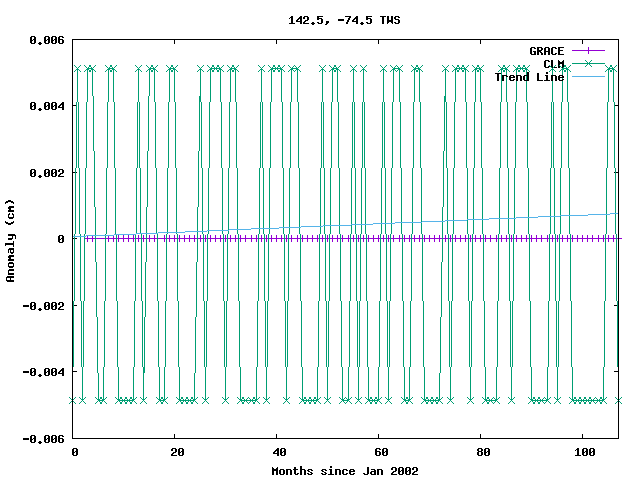 142.5, -74.5 TWS
GRACE
CLM
Trend Line
0.006
0.004
0.002
0
-0.002
-0.004
-0.006
Anomaly (cm)
0 20 40 60 80 100
Months since Jan 2002